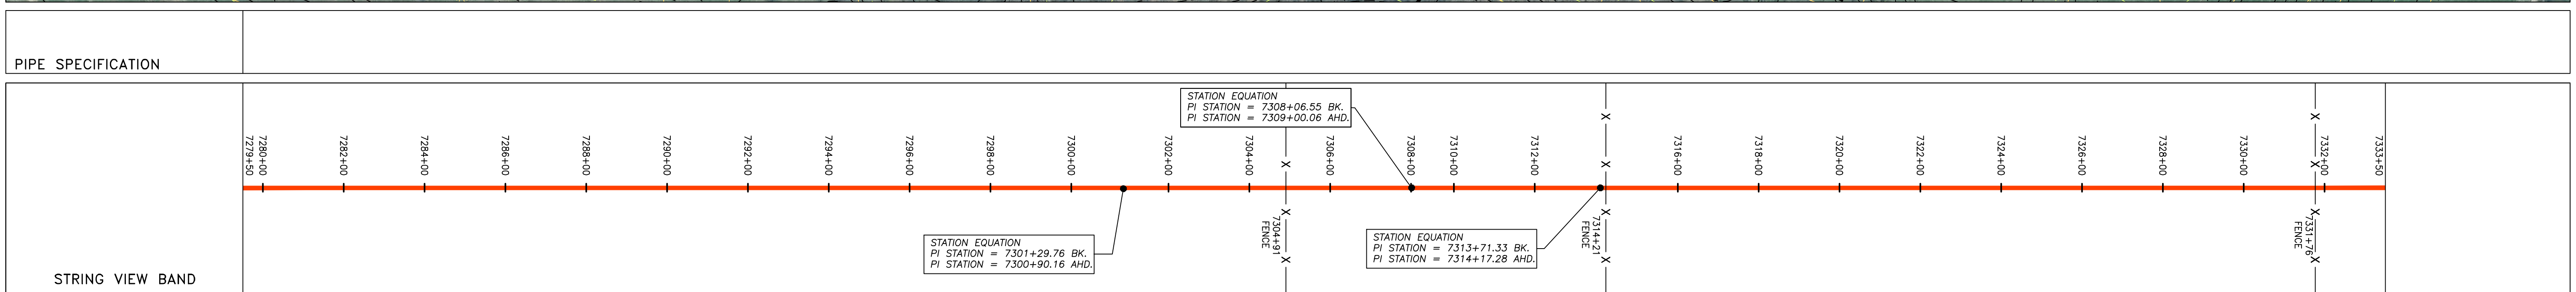 PIPE SPECIFICATION
STRING VIEW BAND
7279+50
7280+00
7282+00
7284+00
7286+00
7288+00
7290+00
7292+00
7294+00
7296+00
7298+00
7300+00
7302+00
7304+00
7306+00
7308+00
7310+00
7312+00
7316+00
7318+00
7320+00
7322+00
7324+00
7326+00
7328+00
7330+00
7332+00
7333+50
STATION EQUATION
PI STATION = 7301+29.76 BK.
PI STATION = 7300+90.16 AHD.
STATION EQUATION
PI STATION = 7308+06.55 BK.
PI STATION = 7309+00.06 AHD.
STATION EQUATION
PI STATION = 7313+71.33 BK.
PI STATION = 7314+17.28 AHD.
X
X
X
7304+91
FENCE
X
X
X
X
7314+21
FENCE
X
X
X
X
7331+76
FENCE